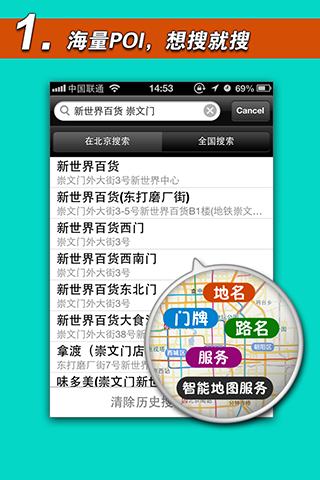 1. 海量POI，想搜就搜
中国联通 14:53 69%
新世界百货 崇文门 Cancel
在北京搜索 全国搜索
新世界百货
崇文门外大街3号新世界中心
新世界百货(东打磨厂街)
崇文门外大街3-5号新世界百货B1楼(地铁崇文…
新世界百货西门
崇文门外大街3号
新世界百货西南门
崇文门外大街3号
新世界百货东北门
崇文门外大街3号
新世界百货大食
崇文门外大街38号新
拿渡（崇文门店
东打磨厂街7号新世界
味多美(崇文门新世
清除历史搜
地名
门牌
路名
服务
智能地图服务
西城区
朝阳区